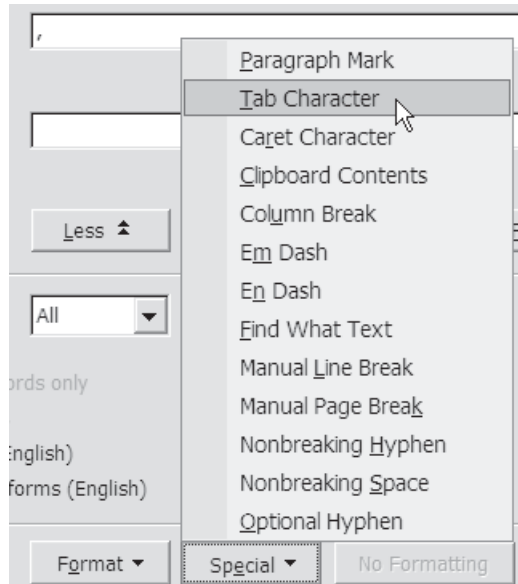 ,
Paragraph Mark
Tab Character
Caret Character
Clipboard Contents
Column Break
Less
Em Dash
En Dash
All
Find What Text
Manual Line Break
ords only
Manual Page Break
Nonbreaking Hyphen
English)
Nonbreaking Space
forms (English)
Optional Hyphen
Format
Special
No Formatting